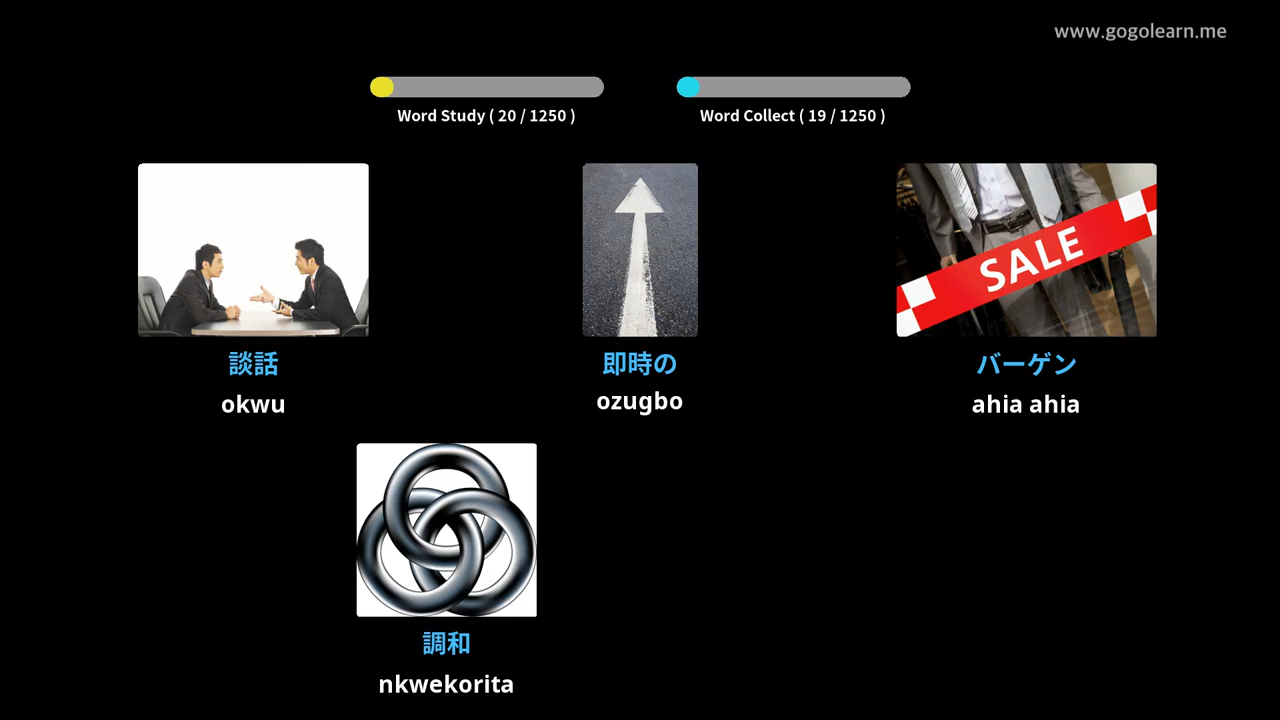 www.gogolearn.me
Word Study ( 20 / 1250 )
Word Collect ( 19 / 1250 )
SALE
談話
即時の
バーゲン
okwu
ozugbo
ahia ahia
調和
nkwekorita